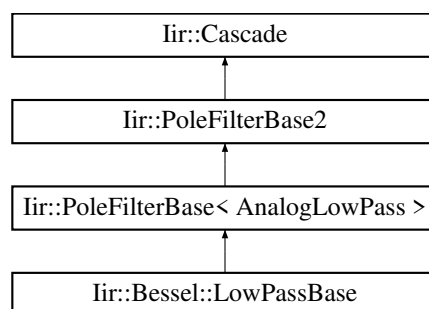 Iir::Cascade
Iir::PoleFilterBase2
Iir::PoleFilterBase< AnalogLowPass >
Iir::Bessel::LowPassBase